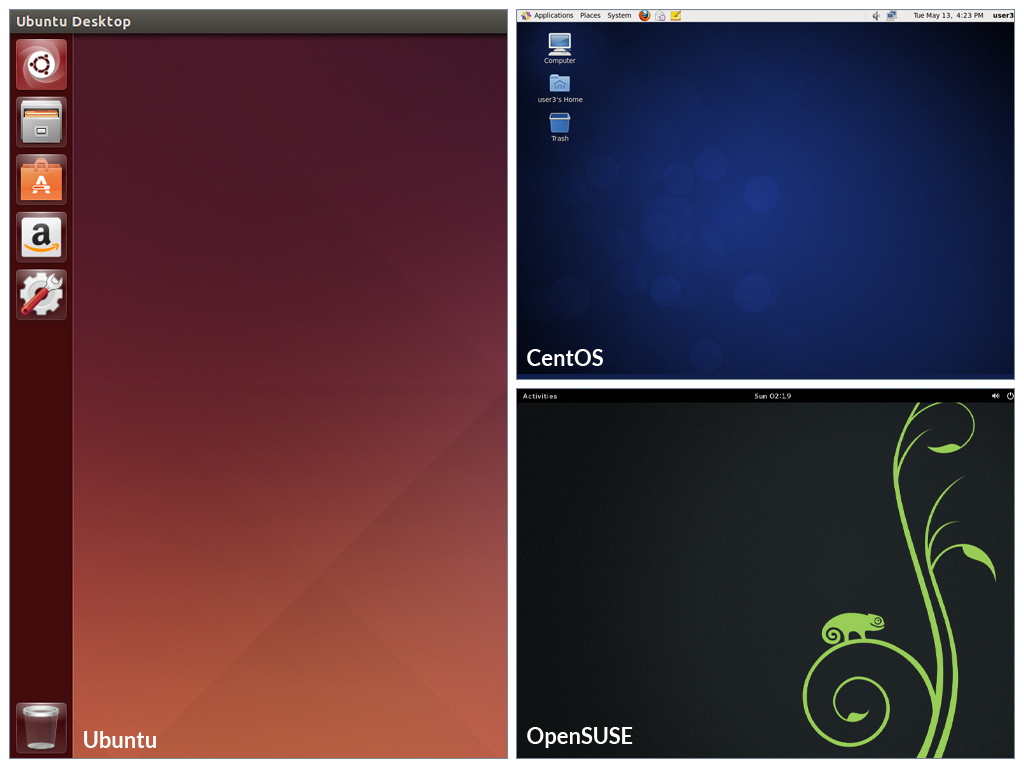 Ubuntu Desktop
A
a
Ubuntu
Applications Places System Tue May 13, 4:23 PM user3
Computer
user3's Home
Trash
CentOS
Activities Sun 02:19
OpenSUSE